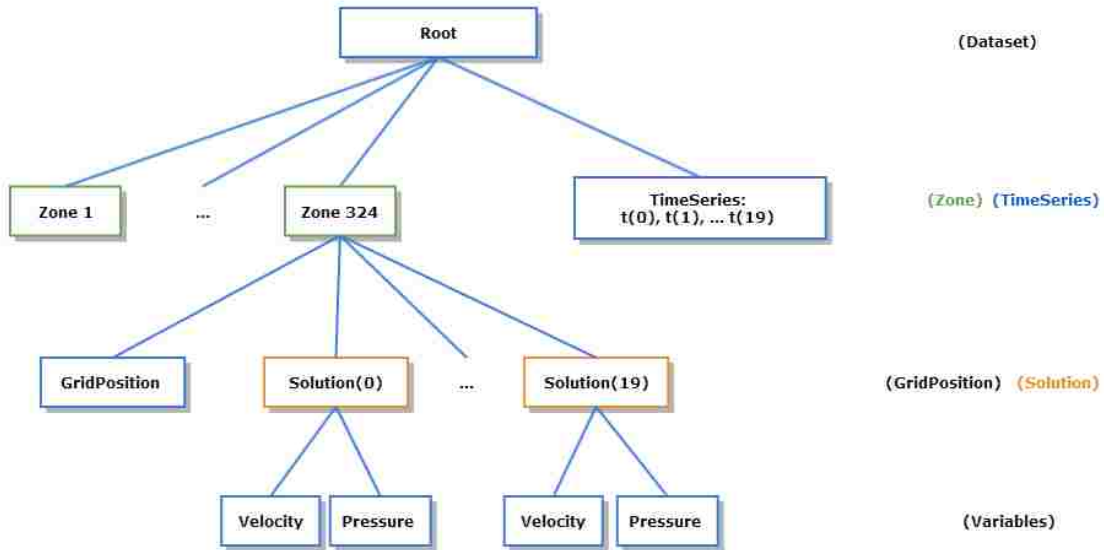 Root
(Dataset)
Zone 1
...
Zone 324
TimeSeries:
t(0), t(1), ... t(19)
(Zone) (TimeSeries)
GridPosition
Solution(0)
...
Solution(19)
(GridPosition) (Solution)
Velocity
Pressure
Velocity
Pressure
(Variables)